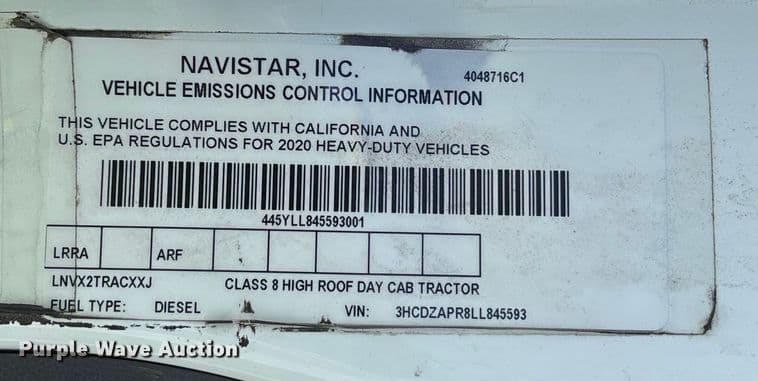 NAVISTAR, INC.
4048716C1
VEHICLE EMISSIONS CONTROL INFORMATION
THIS VEHICLE COMPLIES WITH CALIFORNIA AND
U.S. EPA REGULATIONS FOR 2020 HEAVY-DUTY VEHICLES
445YLL845593001
LRRA ARF
LNVX2TRACXXJ CLASS 8 HIGH ROOF DAY CAB TRACTOR
FUEL TYPE: DIESEL VIN: 3HCDZAPR8LL845593
Purple Wave Auction